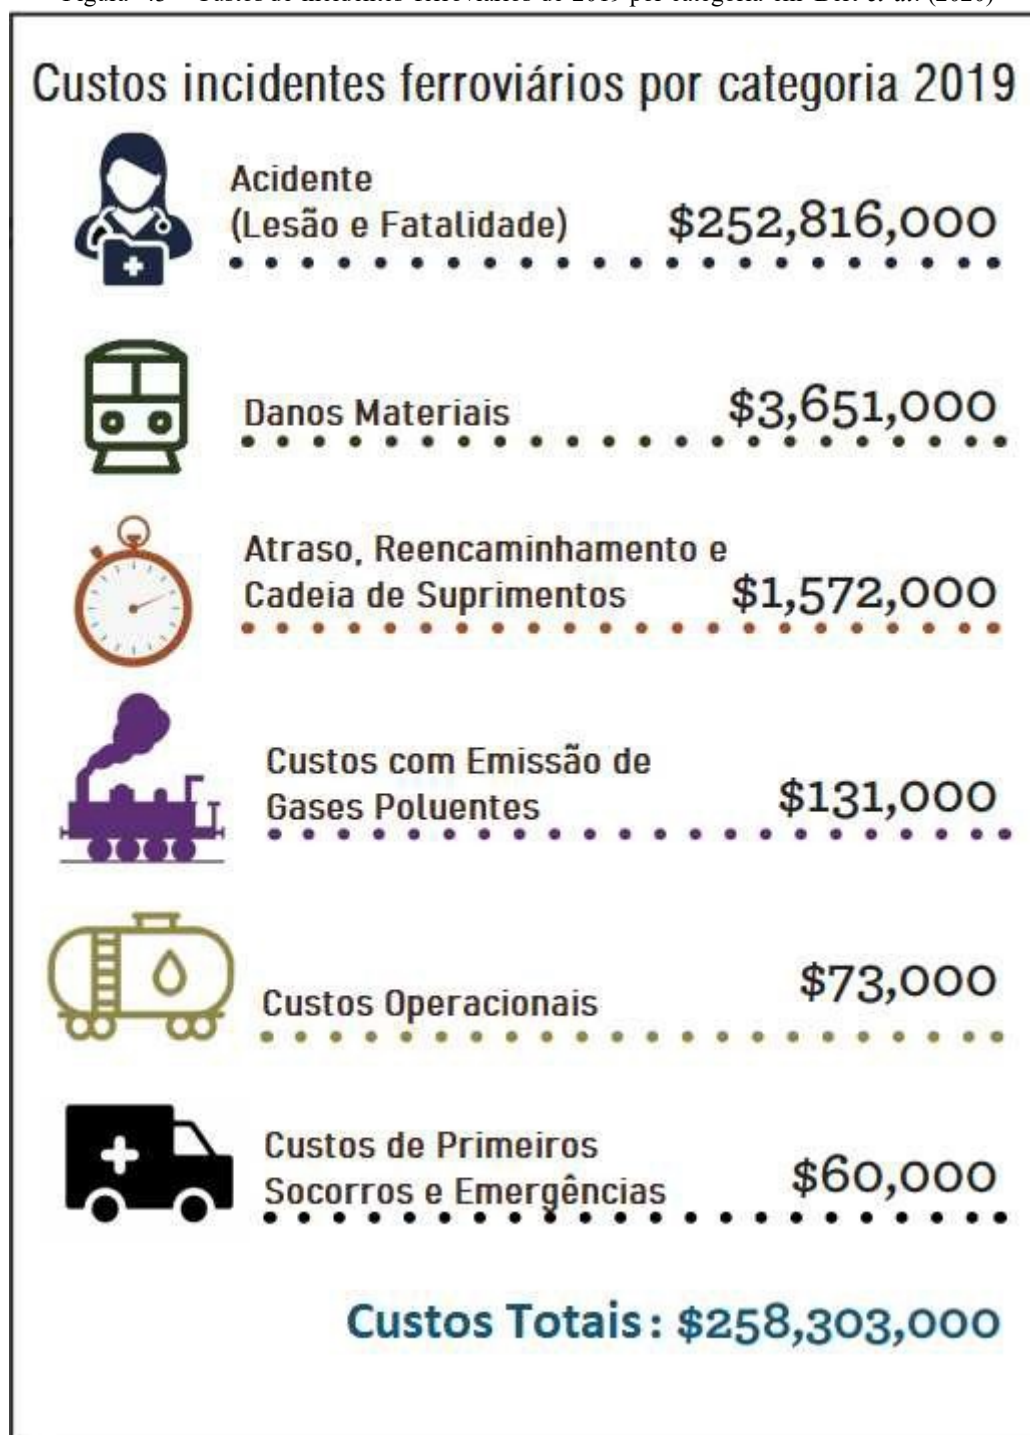 Custos incidentes ferroviários por categoria 2019
Acidente
(Lesão e Fatalidade) $252,816,000
Danos Materiais $3,651,000
Atraso, Reencaminhamento e
Cadeia de Suprimentos $1,572,000
Custos com Emissão de
Gases Poluentes $131,000
Custos Operacionais $73,000
Custos de Primeiros
Socorros e Emergências $60,000
Custos Totais: $258,303,000